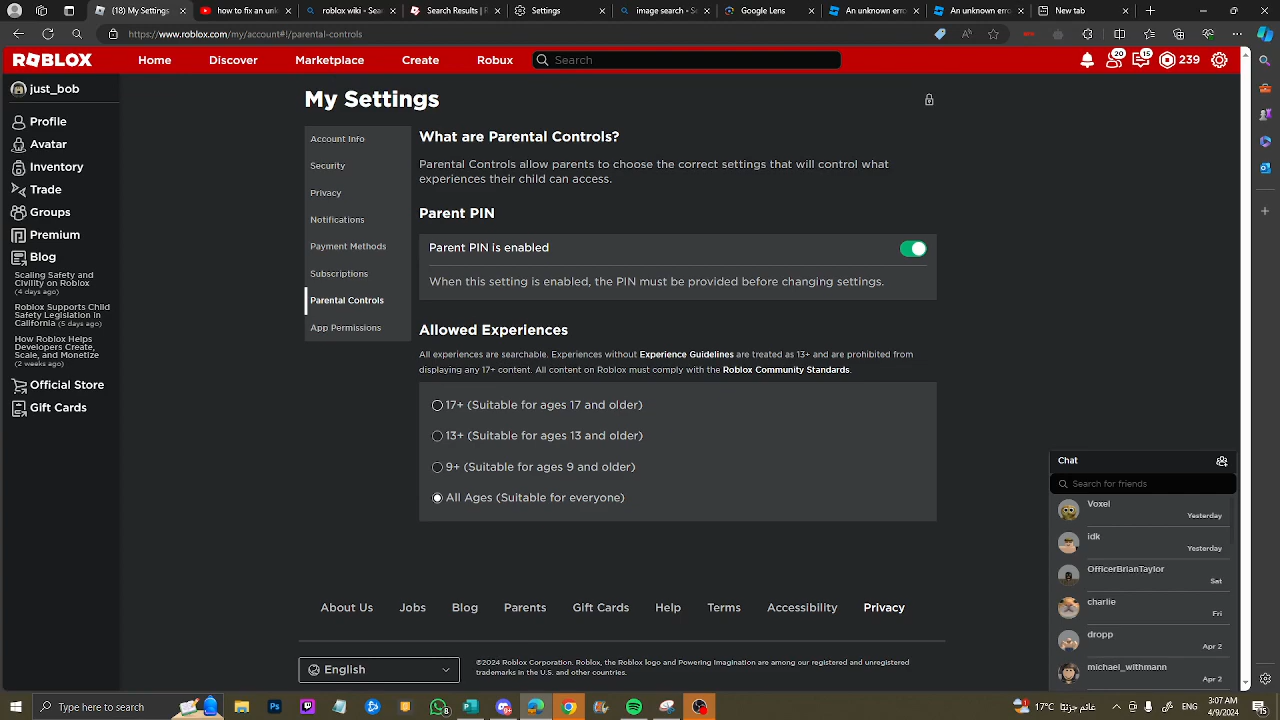 (18) My Settings
how to fix an unk
roblox wiki - Sear
Search Results | R
Settings
image search - Se
Google Lens
An unknown erro
An unknown erro
New tab
https://www.roblox.com/my/account#!/parental-controls
ROBLOX
Home
Discover
Marketplace
Create
Robux
Search
20
15
239
just_bob
Profile
Avatar
Inventory
Trade
Groups
Premium
Blog
Scaling Safety and
Civility on Roblox
(4 days ago)
Roblox Supports Child
Safety Legislation in
California (5 days ago)
How Roblox Helps
Developers Create,
Scale, and Monetize
(2 weeks ago)
Official Store
Gift Cards
My Settings
Account Info
Security
Privacy
Notifications
Payment Methods
Subscriptions
Parental Controls
App Permissions
What are Parental Controls?
Parental Controls allow parents to choose the correct settings that will control what
experiences their child can access.
Parent PIN
Parent PIN is enabled
When this setting is enabled, the PIN must be provided before changing settings.
Allowed Experiences
All experiences are searchable. Experiences without Experience Guidelines are treated as 13+ and are prohibited from
displaying any 17+ content. All content on Roblox must comply with the Roblox Community Standards.
17+ (Suitable for ages 17 and older)
13+ (Suitable for ages 13 and older)
9+ (Suitable for ages 9 and older)
All Ages (Suitable for everyone)
About Us
Jobs
Blog
Parents
Gift Cards
Help
Terms
Accessibility
Privacy
English
©2024 Roblox Corporation. Roblox, the Roblox logo and Powering Imagination are among our registered and unregistered
trademarks in the U.S. and other countries.
Chat
Search for friends
Voxel
Yesterday
idk
Yesterday
OfficerBrianTaylor
Sat
charlie
Fri
dropp
Apr 2
michael_withmann
Apr 2
Type here to search
17°C
3:07 AM
4/9/2024